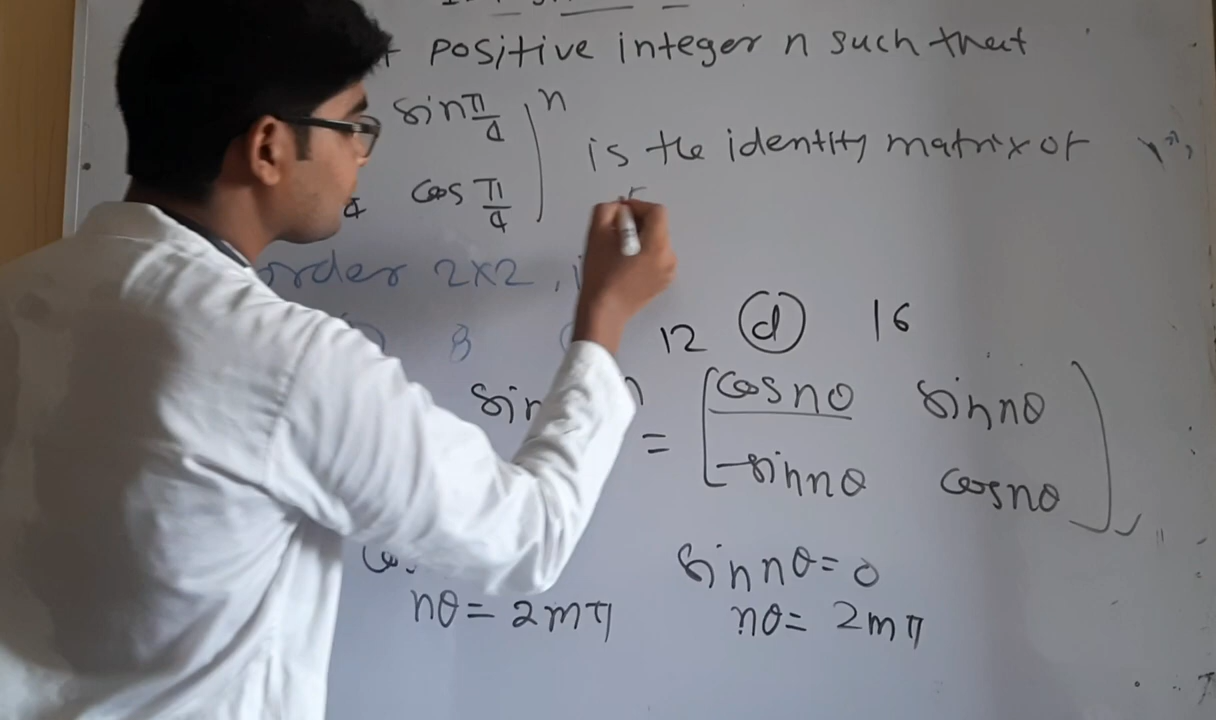 positive integer n such that
sin π/4 n
is the identity matrix of
4 cos π/4
order 2x2,
8 12 (d) 16
sin n = [cos nθ sin nθ
-sin nθ cos nθ]
sin nθ = 0
nθ = 2mπ nθ = 2mπ